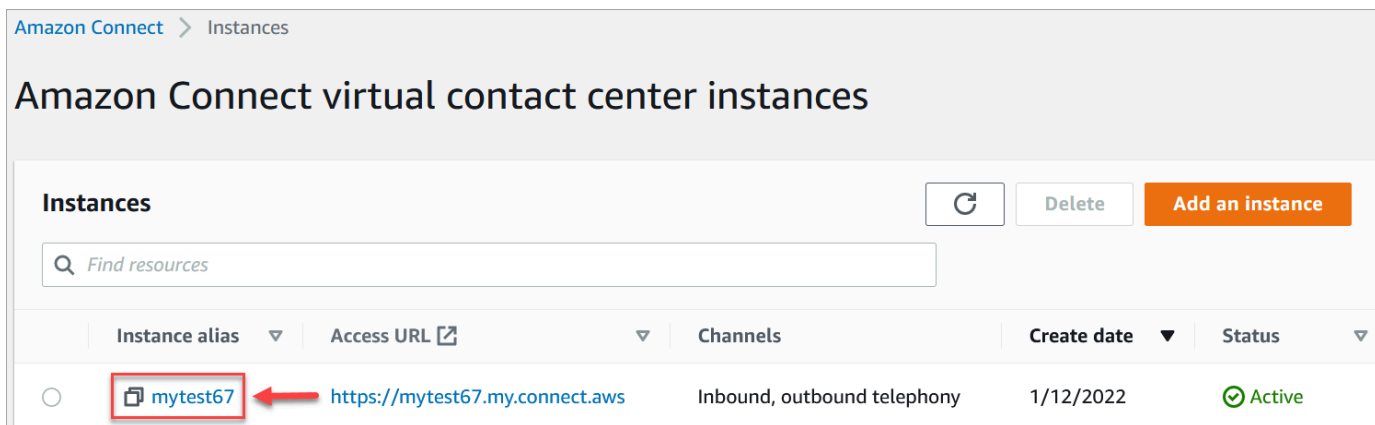 Amazon Connect > Instances
Amazon Connect virtual contact center instances
Instances
Delete
Add an instance
Find resources
Instance alias
Access URL
Channels
Create date
Status
mytest67
https://mytest67.my.connect.aws
Inbound, outbound telephony
1/12/2022
Active